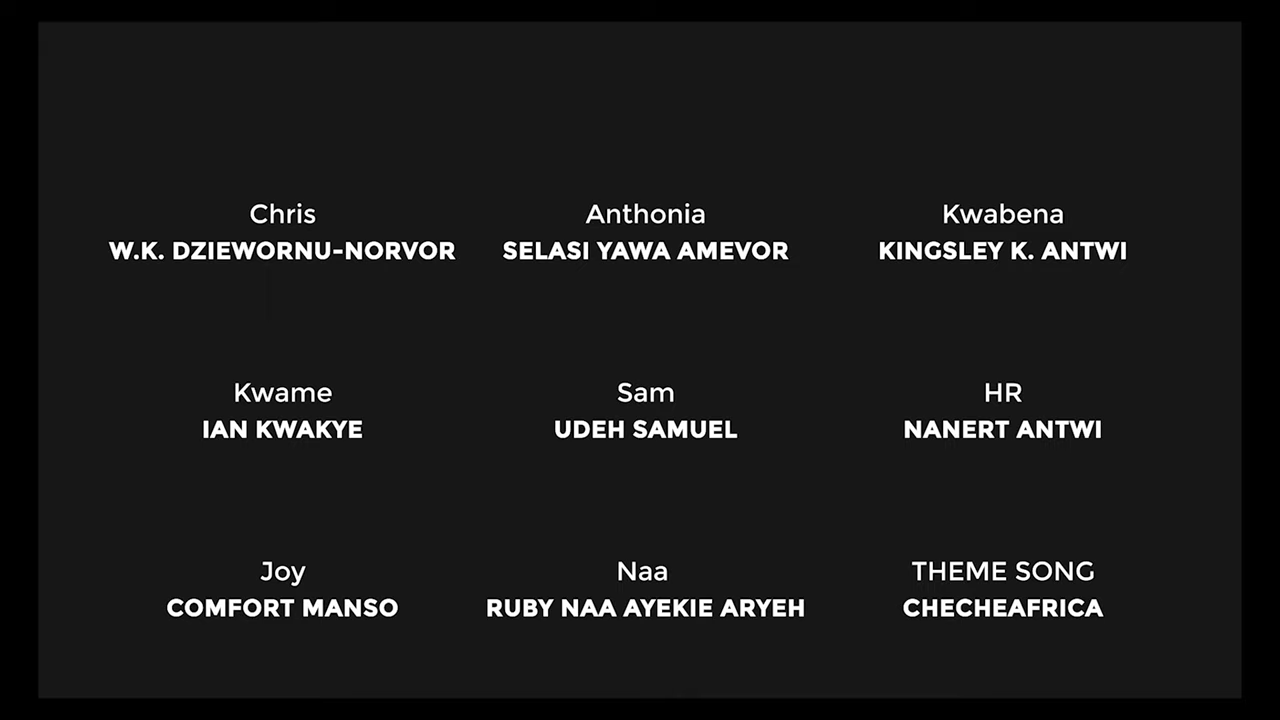 Chris
W.K. DZIEWORNU-NORVOR
Anthonia
SELASI YAWA AMEVOR
Kwabena
KINGSLEY K. ANTWI
Kwame
IAN KWAKYE
Sam
UDEH SAMUEL
HR
NANERT ANTWI
Joy
COMFORT MANSO
Naa
RUBY NAA AYEKIE ARYEH
THEME SONG
CHECHEAFRICA